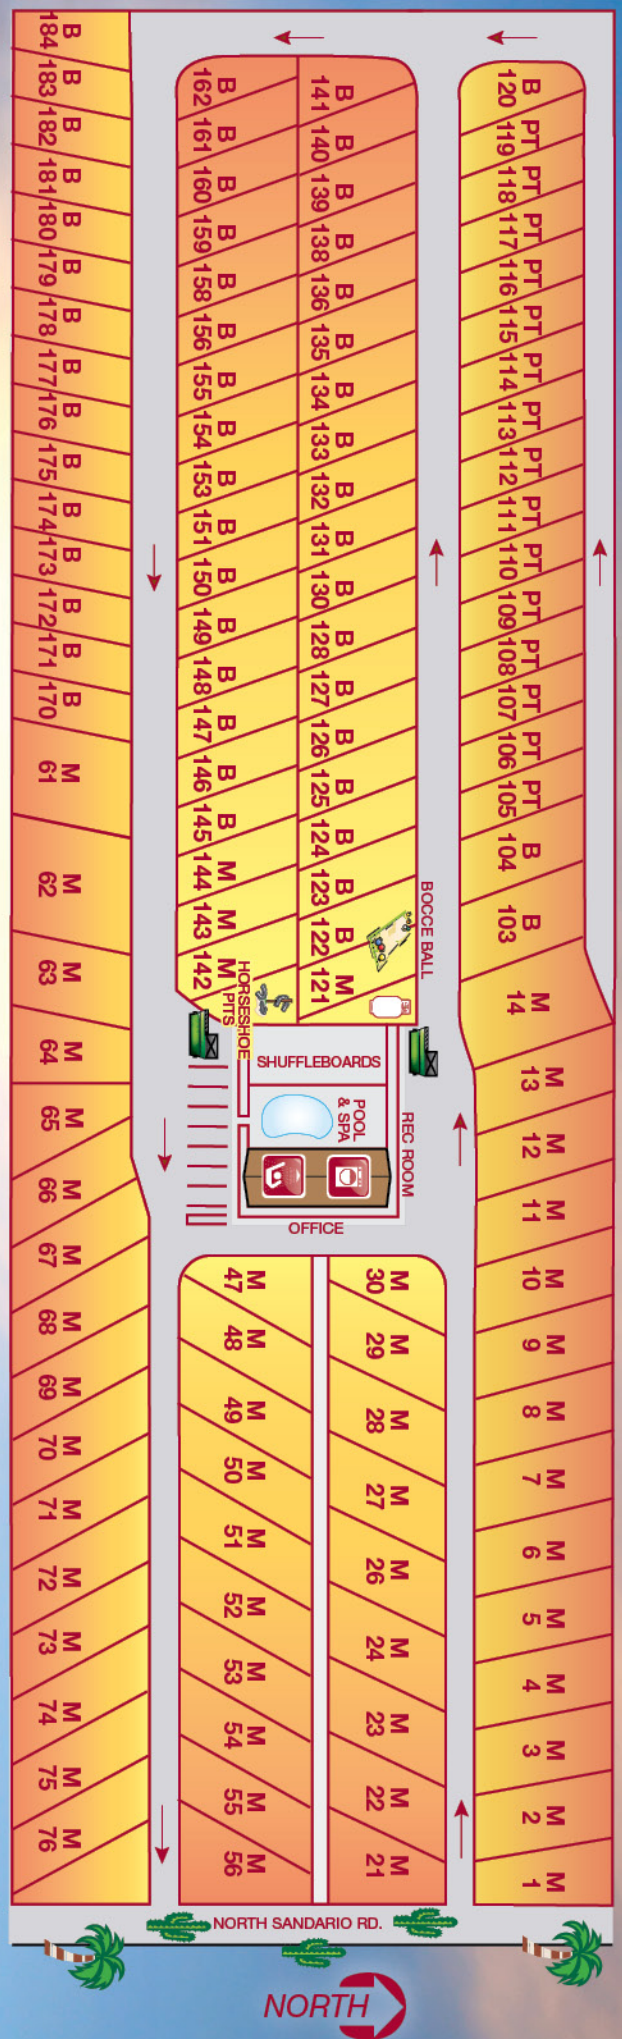 B 184
B 183
B 182
B 181
B 180
B 179
B 178
B 177
B 176
B 175
B 174
B 173
B 172
B 171
B 170
M 61
M 62
M 63
M 64
M 65
M 66
M 67
M 68
M 69
M 70
M 71
M 72
M 73
M 74
M 75
M 76
B 162
B 161
B 160
B 159
B 158
B 156
B 155
B 154
B 153
B 151
B 150
B 149
B 148
B 147
B 146
B 145
M 144
M 143
M 142
B 141
B 140
B 139
B 138
B 136
B 135
B 134
B 133
B 132
B 131
B 130
B 128
B 127
B 126
B 125
B 124
B 123
B 122
M 121
BOCCE BALL
HORSESHOE
PITS
SHUFFLEBOARDS
POOL
& SPA
REC ROOM
OFFICE
M 47
M 48
M 49
M 50
M 51
M 52
M 53
M 54
M 55
M 56
M 30
M 29
M 28
M 27
M 26
M 24
M 23
M 22
M 21
B 120
PT 119
PT 118
PT 117
PT 116
PT 115
PT 114
PT 113
PT 112
PT 111
PT 110
PT 109
PT 108
PT 107
PT 106
PT 105
B 104
B 103
M 14
M 13
M 12
M 11
M 10
M 9
M 8
M 7
M 6
M 5
M 4
M 3
M 2
M 1
NORTH SANDARIO RD.
NORTH